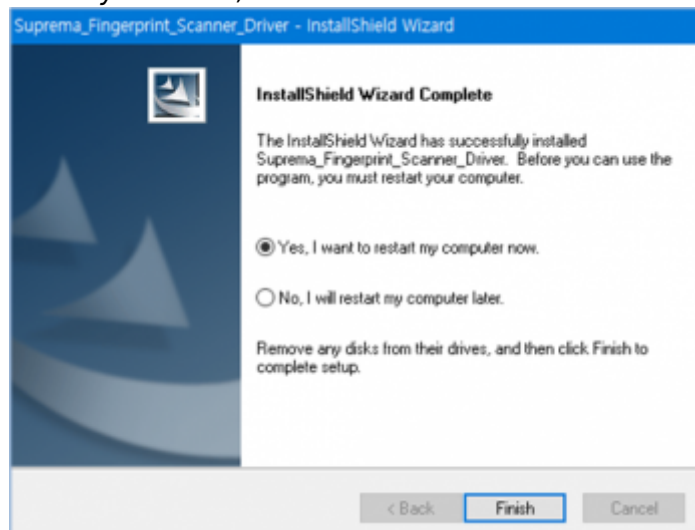 Suprema_Fingerprint_Scanner_Driver - InstallShield Wizard
InstallShield Wizard Complete
The InstallShield Wizard has successfully installed
Suprema_Fingerprint_Scanner_Driver. Before you can use the
program, you must restart your computer.
Yes, I want to restart my computer now.
No, I will restart my computer later.
Remove any disks from their drives, and then click Finish to
complete setup.
< Back Finish Cancel